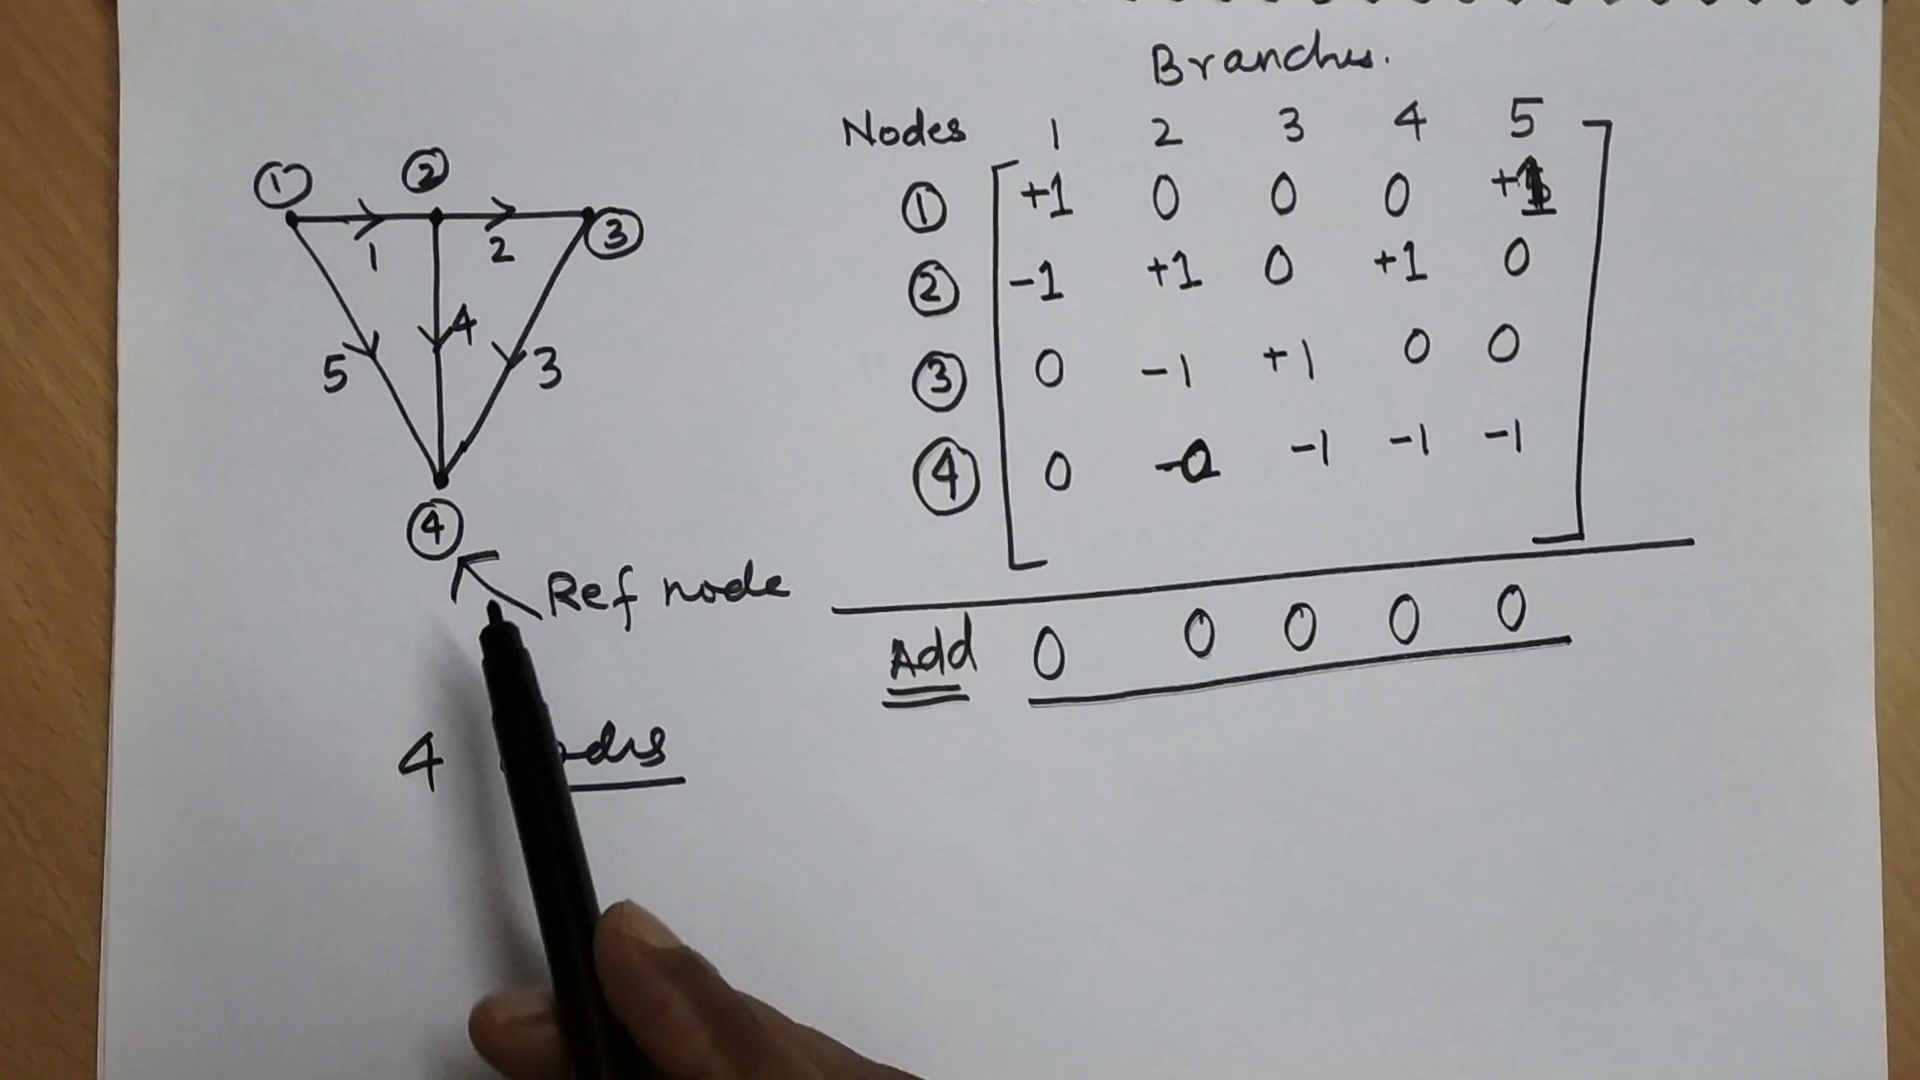 ① ② ③
1 2
5 4 3
④
Ref node
4
Branches.
Nodes 1 2 3 4 5
① +1 0 0 0 +1
② -1 +1 0 +1 0
③ 0 -1 +1 0 0
④ 0 0 -1 -1 -1
Add 0 0 0 0 0